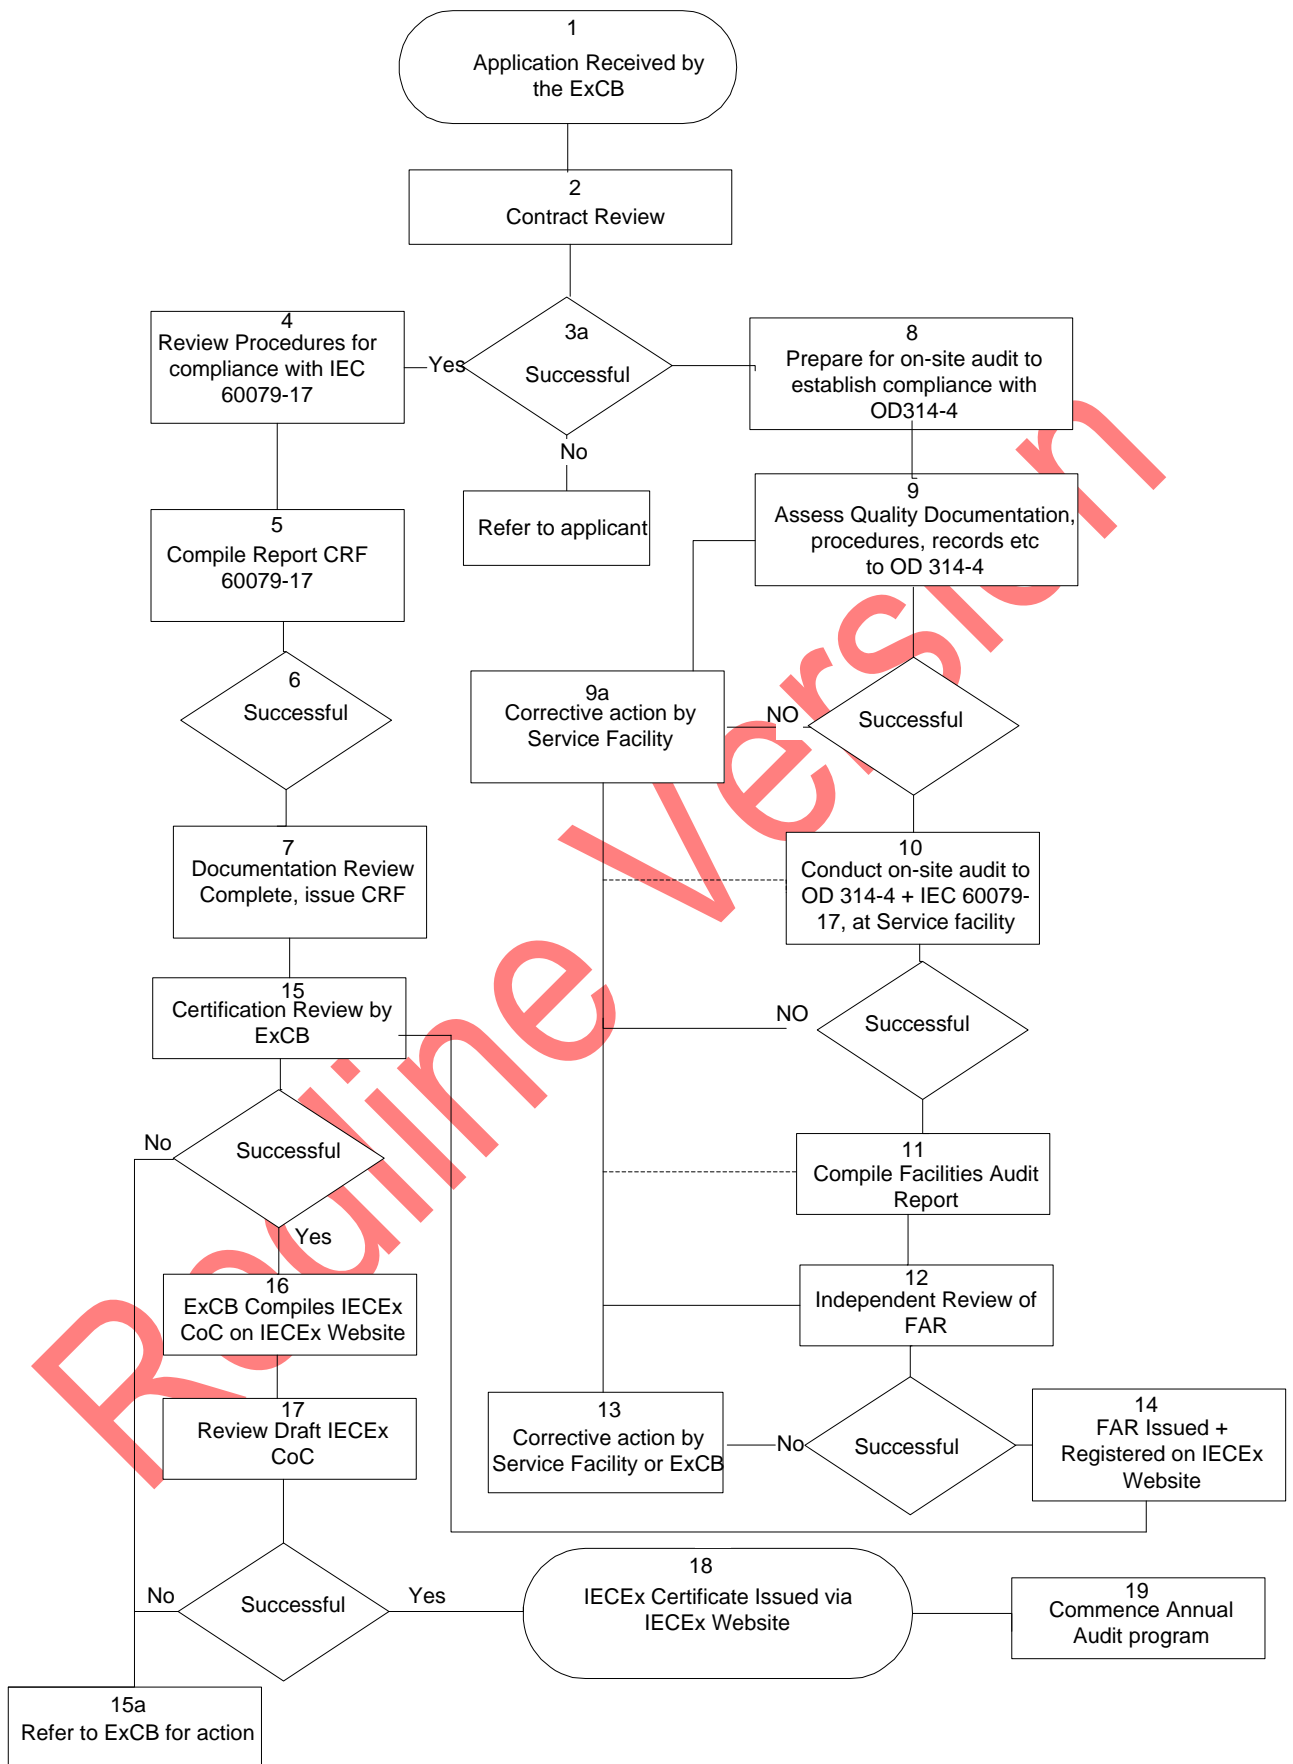 1
Application Received by
the ExCB
2
Contract Review
3a
Successful
Yes
No
Refer to applicant
4
Review Procedures for
compliance with IEC
60079-17
5
Compile Report CRF
60079-17
6
Successful
7
Documentation Review
Complete, issue CRF
8
Prepare for on-site audit to
establish compliance with
OD314-4
9
Assess Quality Documentation,
procedures, records etc
to OD 314-4
Successful
NO
9a
Corrective action by
Service Facility
10
Conduct on-site audit to
OD 314-4 + IEC 60079-
17, at Service facility
Successful
NO
11
Compile Facilities Audit
Report
12
Independent Review of
FAR
Successful
No
13
Corrective action by
Service Facility or ExCB
14
FAR Issued +
Registered on IECEx
Website
15
Certification Review by
ExCB
Successful
No
Yes
16
ExCB Compiles IECEx
CoC on IECEx Website
17
Review Draft IECEx
CoC
Successful
No
Yes
15a
Refer to ExCB for action
18
IECEx Certificate Issued via
IECEx Website
19
Commence Annual
Audit program
Redline Version